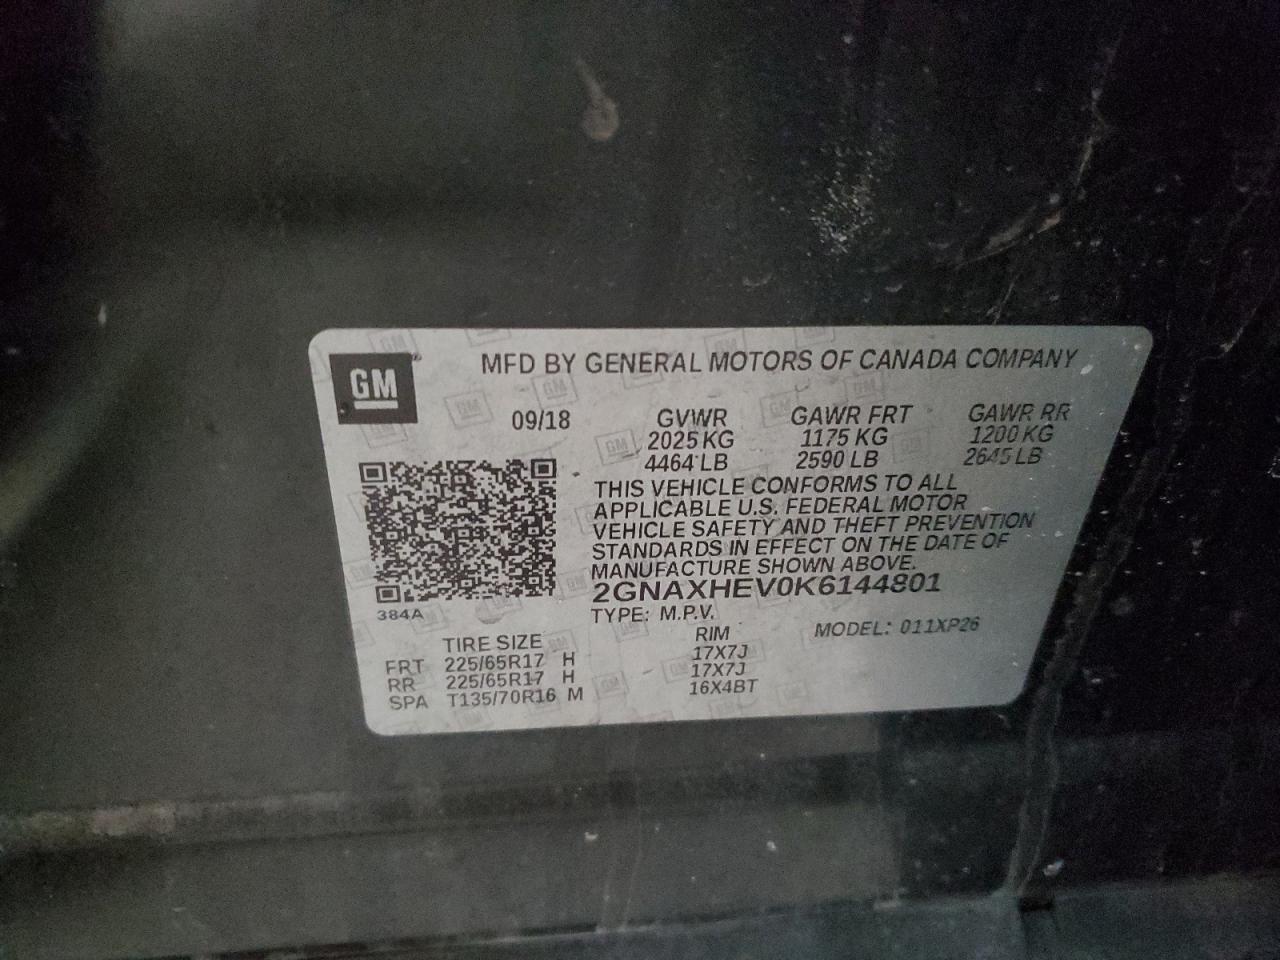 GM
MFD BY GENERAL MOTORS OF CANADA COMPANY
09/18 GVWR GAWR FRT GAWR RR
2025 KG 1175 KG 1200 KG
4464 LB 2590 LB 2645 LB
THIS VEHICLE CONFORMS TO ALL
APPLICABLE U.S. FEDERAL MOTOR
VEHICLE SAFETY AND THEFT PREVENTION
STANDARDS IN EFFECT ON THE DATE OF
MANUFACTURE SHOWN ABOVE.
2GNAXHEV0K6144801
384A
TYPE: M.P.V. MODEL: 011XP26
TIRE SIZE RIM
FRT 225/65R17 H 17X7J
RR 225/65R17 H 17X7J
SPA T135/70R16 M 16X4BT